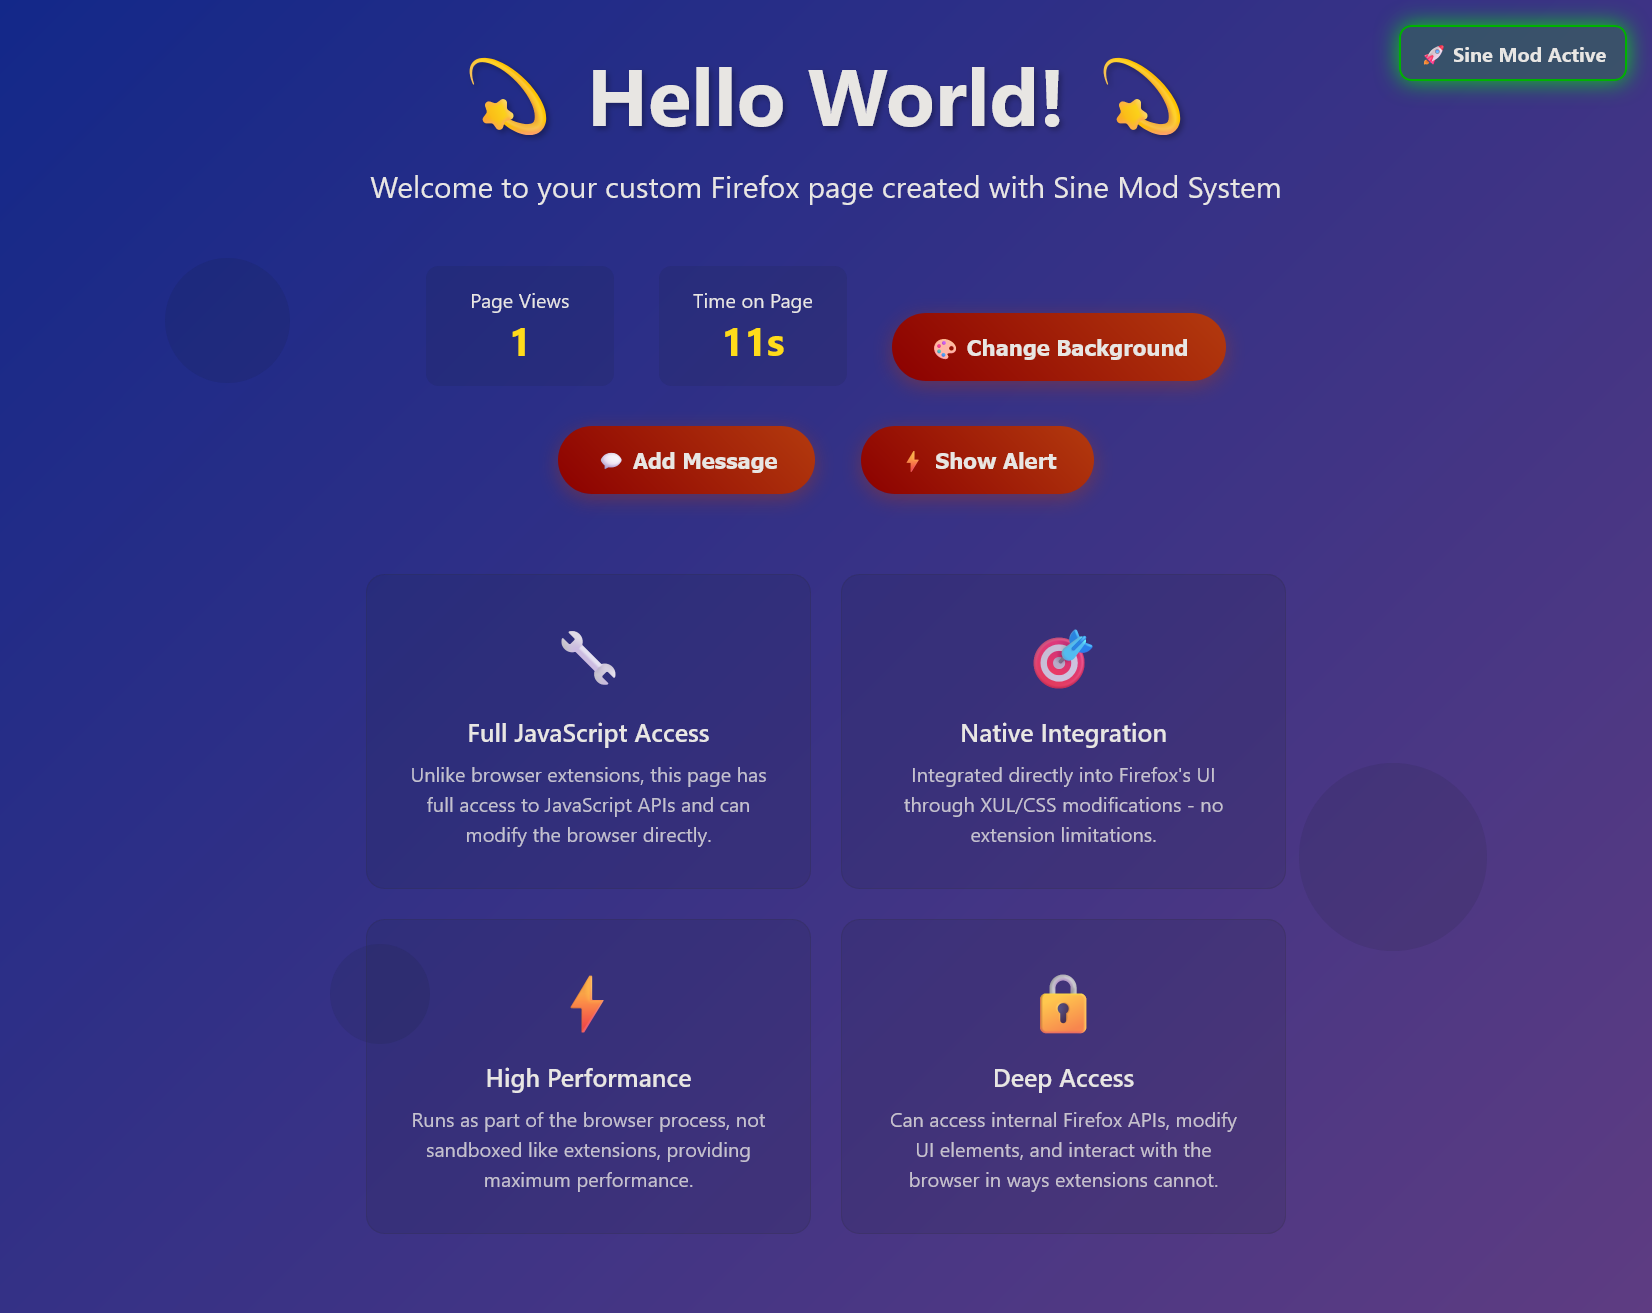 Hello World!
Sine Mod Active
Welcome to your custom Firefox page created with Sine Mod System
Page Views
1
Time on Page
11s
Change Background
Add Message
Show Alert
Full JavaScript Access
Unlike browser extensions, this page has
full access to JavaScript APIs and can
modify the browser directly.
Native Integration
Integrated directly into Firefox's UI
through XUL/CSS modifications - no
extension limitations.
High Performance
Runs as part of the browser process, not
sandboxed like extensions, providing
maximum performance.
Deep Access
Can access internal Firefox APIs, modify
UI elements, and interact with the
browser in ways extensions cannot.